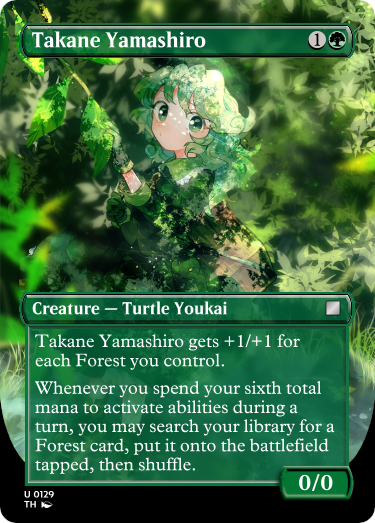 Takane Yamashiro 1
Creature — Turtle Youkai
Takane Yamashiro gets +1/+1 for
each Forest you control.
Whenever you spend your sixth total
mana to activate abilities during a
turn, you may search your library for a
Forest card, put it onto the battlefield
tapped, then shuffle.
0/0
U 0129
TH